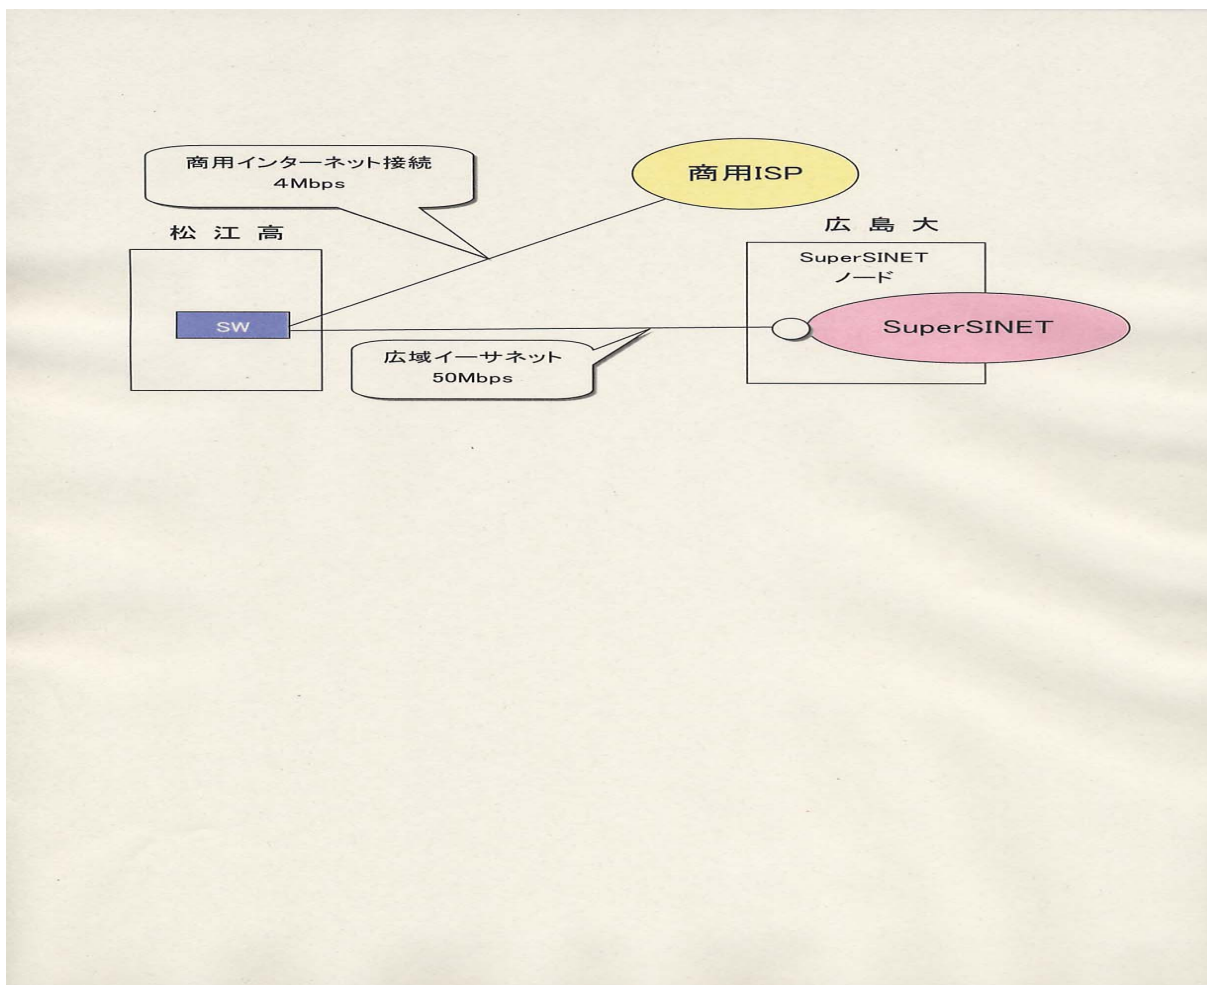 商用インターネット接続
4Mbps
商用ISP
松 江 高
広 島 大
SuperSINET
ノード
SW
SuperSINET
広域イーサネット
50Mbps